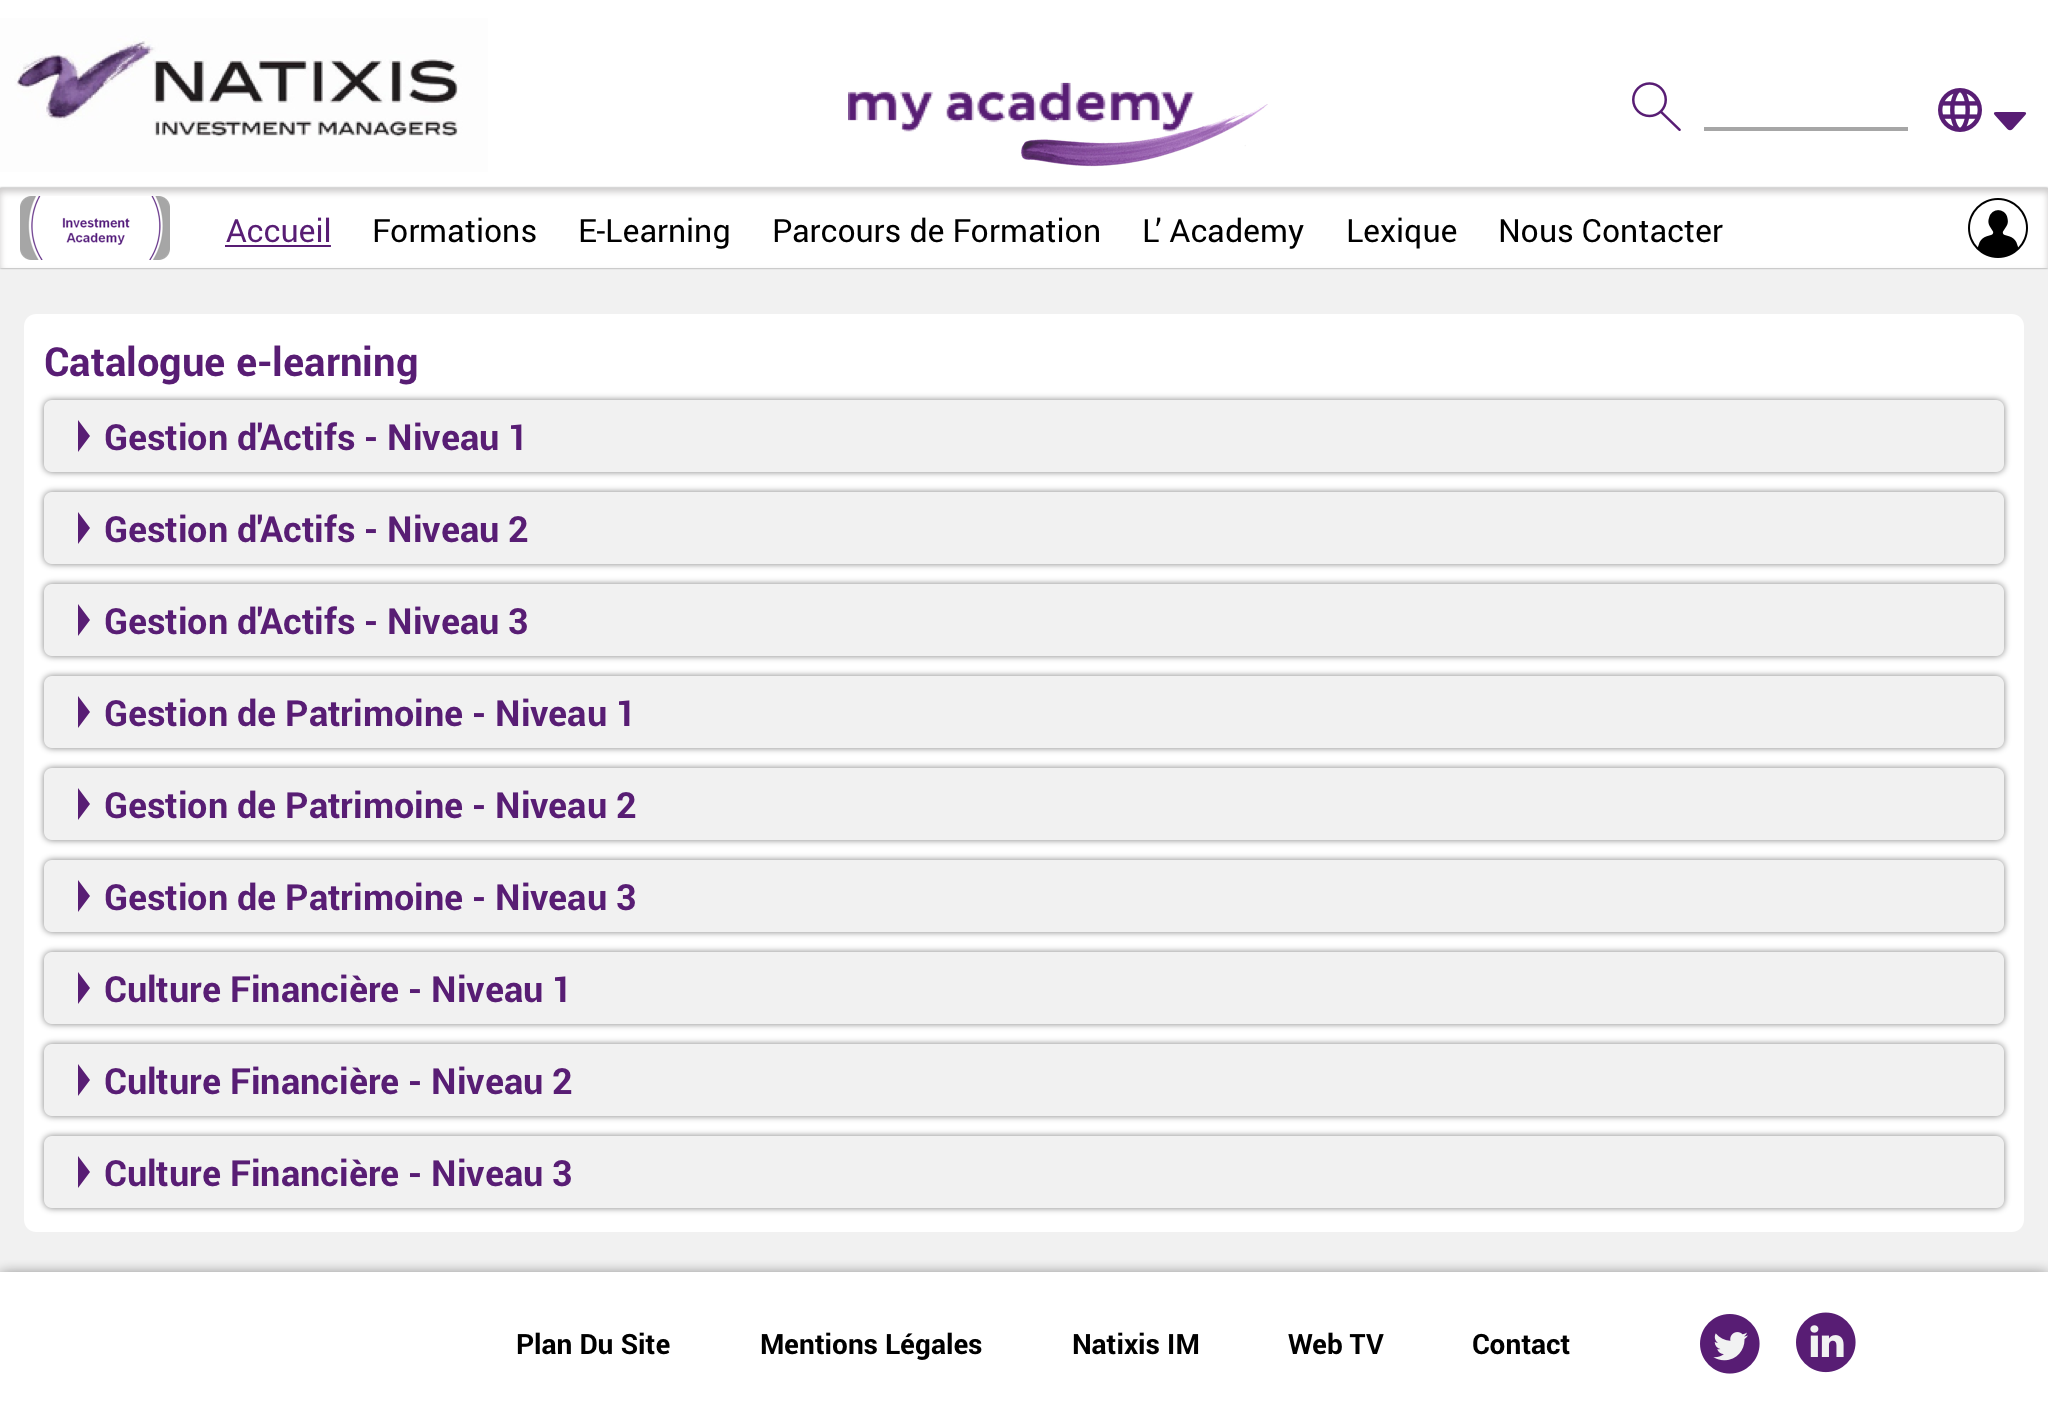 NATIXIS
INVESTMENT MANAGERS
my academy
Investment
Academy
Accueil Formations E-Learning Parcours de Formation L’ Academy Lexique Nous Contacter
Catalogue e-learning
Gestion d'Actifs - Niveau 1
Gestion d'Actifs - Niveau 2
Gestion d'Actifs - Niveau 3
Gestion de Patrimoine - Niveau 1
Gestion de Patrimoine - Niveau 2
Gestion de Patrimoine - Niveau 3
Culture Financière - Niveau 1
Culture Financière - Niveau 2
Culture Financière - Niveau 3
Plan Du Site Mentions Légales Natixis IM Web TV Contact in